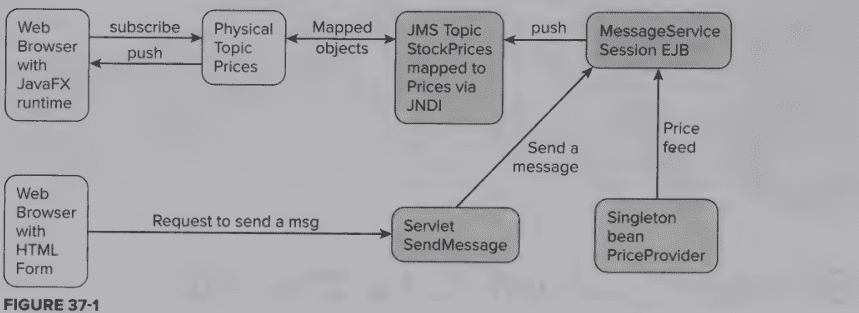 Web
Browser
with
JavaFX
runtime
subscribe
push
Physical
Topic
Prices
Mapped
objects
JMS Topic
StockPrices
mapped to
Prices via
JNDI
push
MessageService
Session EJB
Send a
message
Price
feed
Web
Browser
with
HTML
Form
Request to send a msg
Servlet
SendMessage
Singleton
bean
PriceProvider
FIGURE 37-1